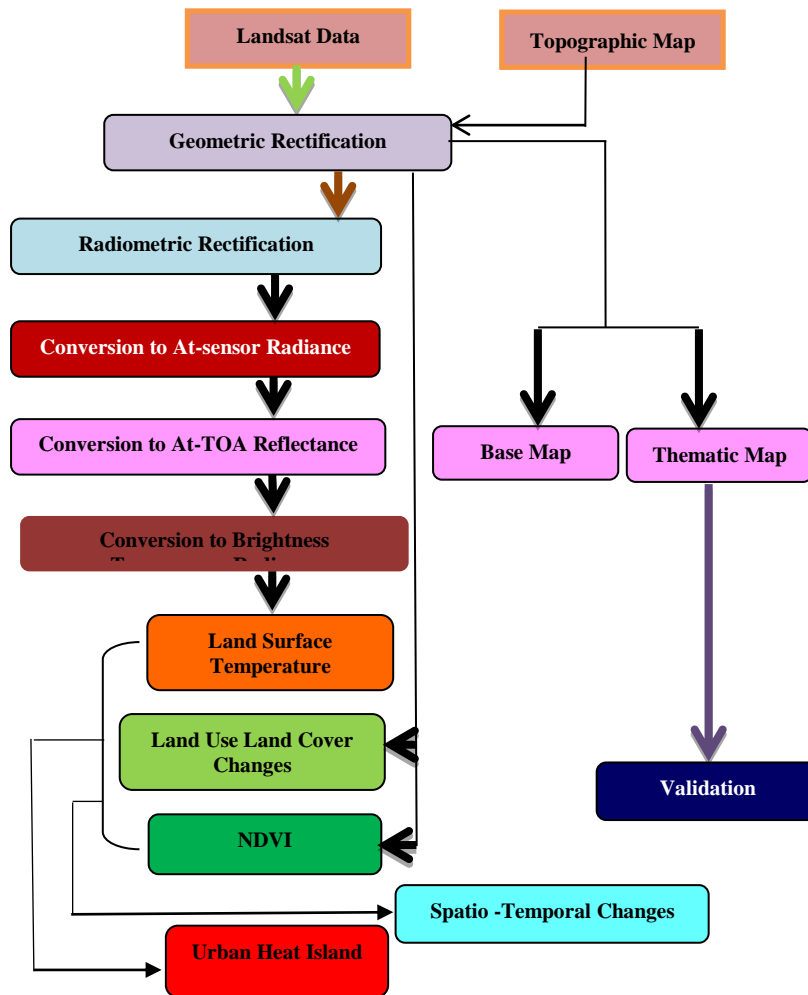 Landsat Data
Topographic Map
Geometric Rectification
Radiometric Rectification
Conversion to At-sensor Radiance
Conversion to At-TOA Reflectance
Base Map
Thematic Map
Conversion to Brightness
Land Surface
Temperature
Land Use Land Cover
Changes
Validation
NDVI
Spatio -Temporal Changes
Urban Heat Island